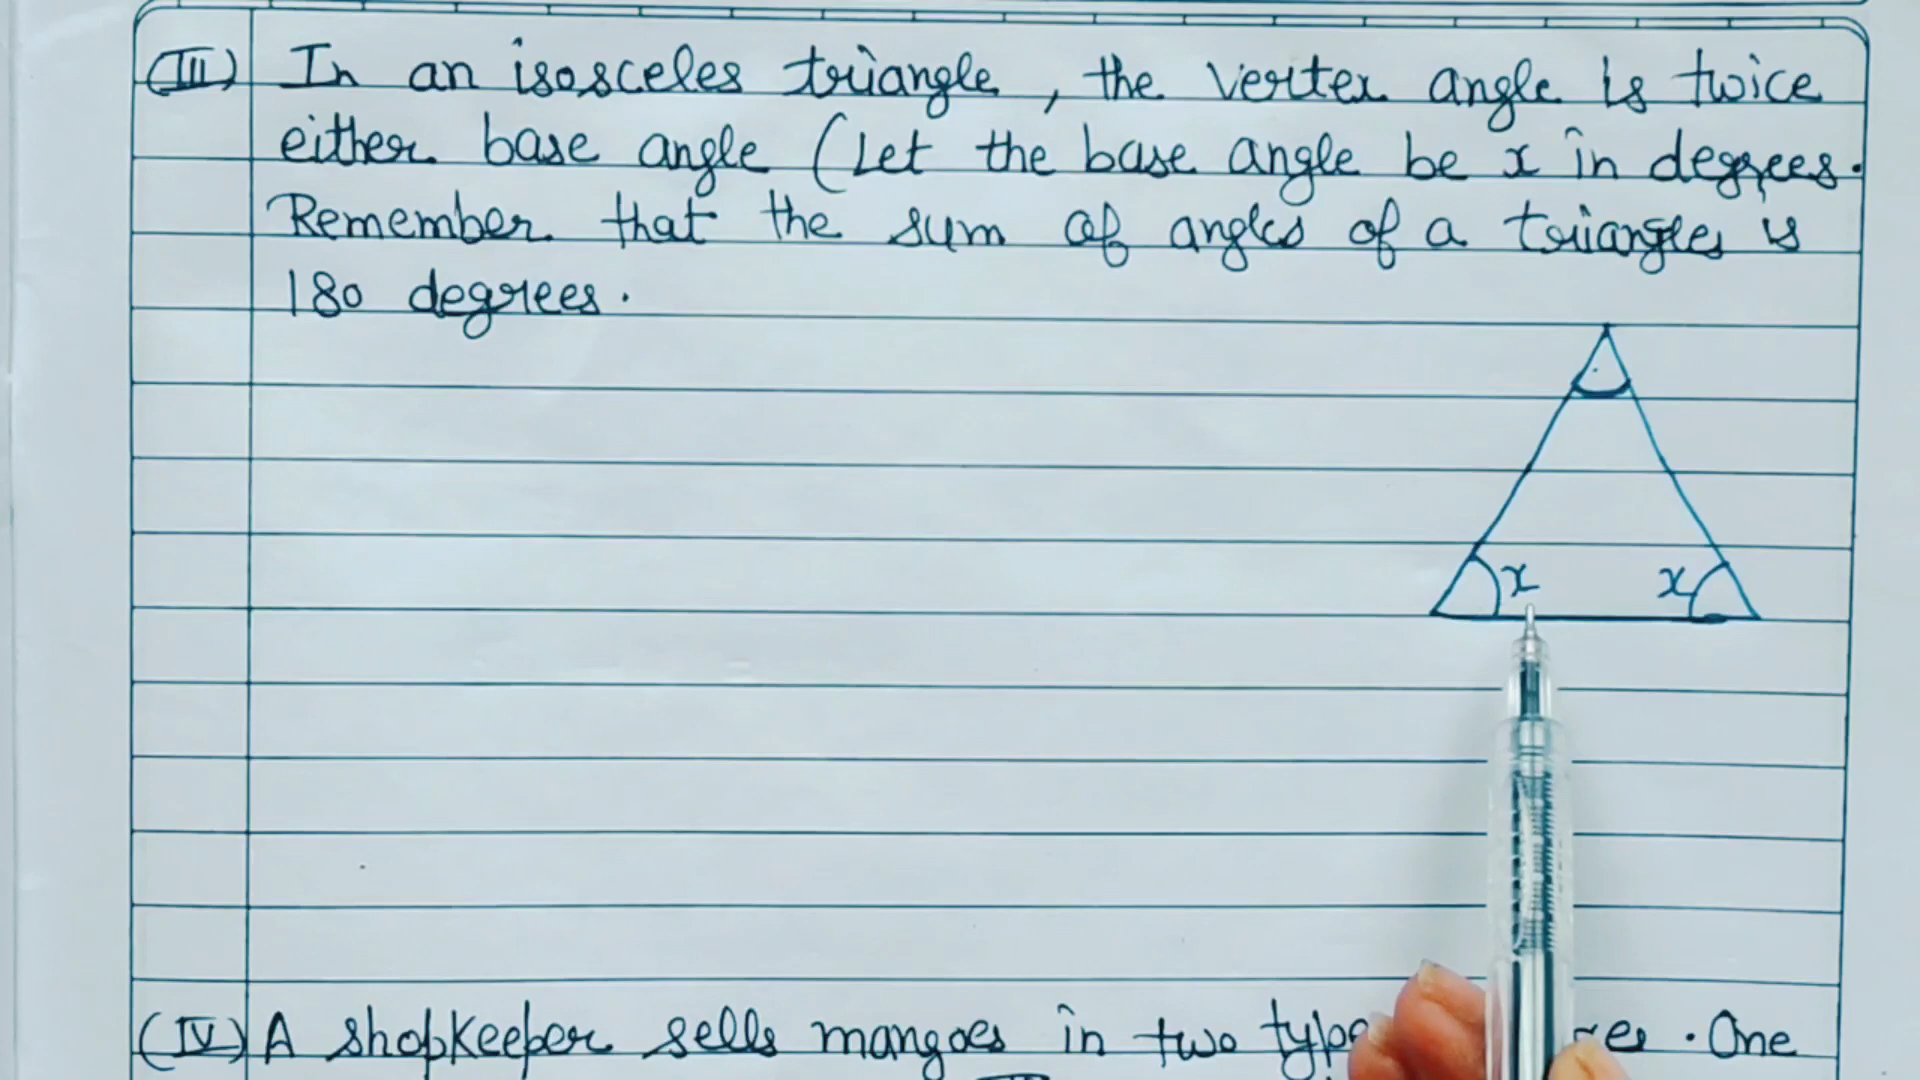 (III) In an isosceles triangle, the vertex angle is twice
either base angle (Let the base angle be x in degrees.
Remember that the sum of angles of a triangles is
180 degrees.
x x
(IV) A shopkeeper sells mangoes in two . One